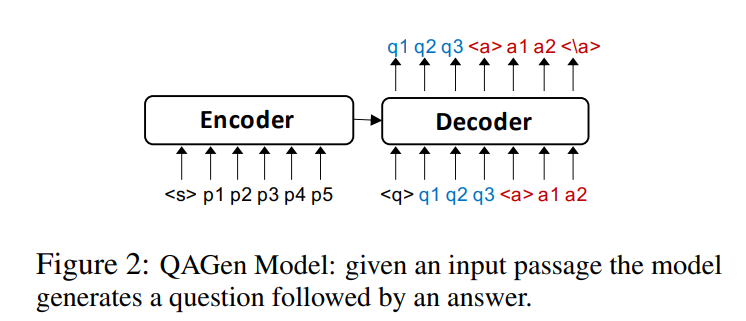 q1 q2 q3 <a> a1 a2 <\a>
Encoder
Decoder
<s> p1 p2 p3 p4 p5
<q> q1 q2 q3 <a> a1 a2
Figure 2: QAGen Model: given an input passage the model
generates a question followed by an answer.